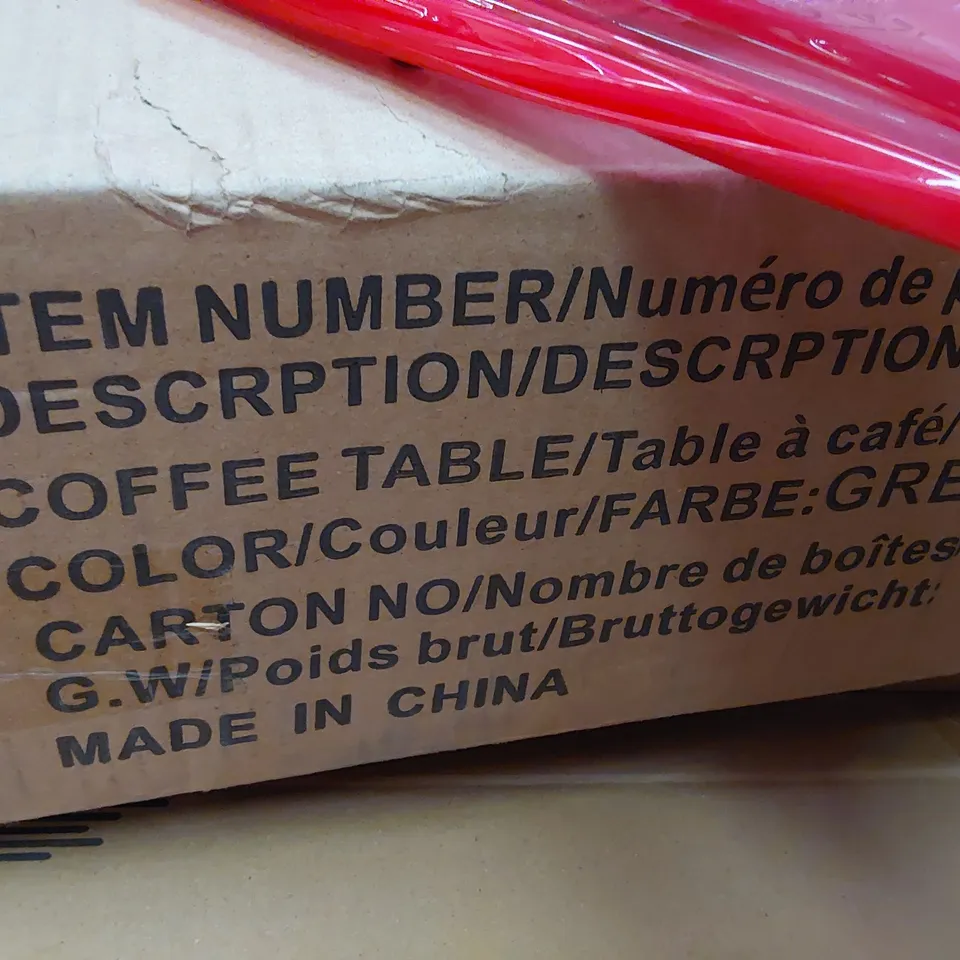 TEM NUMBER/Numéro de p
DESCRPTION/DESCRPTION
COFFEE TABLE/Table à café/
COLOR/Couleur/FARBE:GRE
CARTON NO/Nombre de boîtes
G.W/Poids brut/Bruttogewicht:
MADE IN CHINA